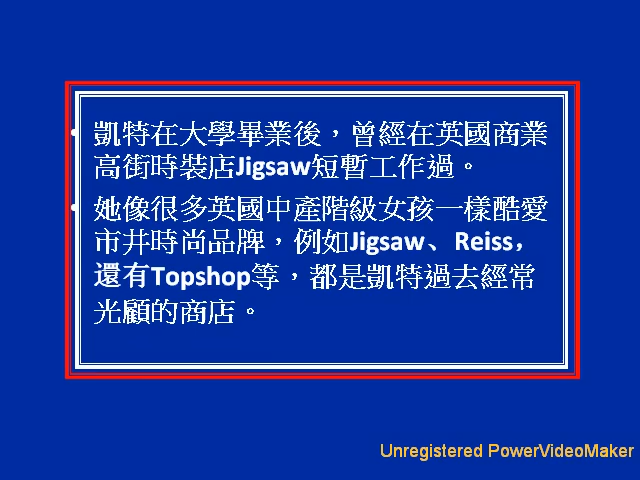 • 凱特在大學畢業後，曾經在英國商業
高街時裝店Jigsaw短暫工作過。
• 她像很多英國中產階級女孩一樣酷愛
市井時尚品牌，例如Jigsaw、Reiss，
還有Topshop等，都是凱特過去經常
光顧的商店。
Unregistered PowerVideoMaker